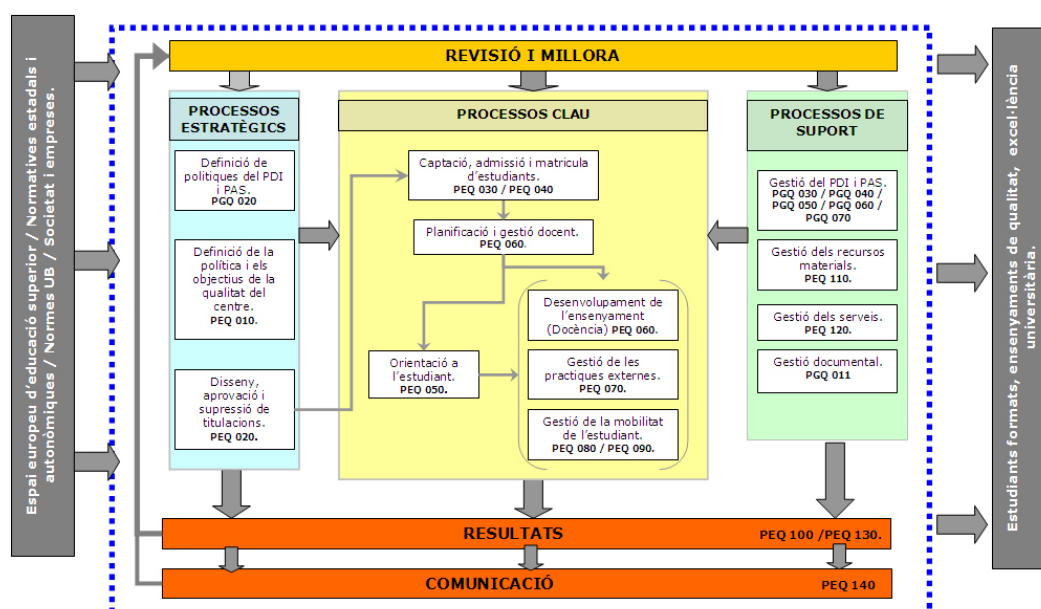 Espai europeu d'educació superior / Normatives estadals i
autonòmiques / Normes UB / Societat i empreses.
REVISIÓ I MILLORA
PROCESSOS
ESTRATÈGICS
Definició de
politiques del PDI
i PAS.
PGQ 020
Definición de la
política i els
objectius de la
qualitat del
centre.
PEQ 010.
Disseny,
aprovació i
supressió de
titulacions.
PEQ 020.
PROCESSOS CLAU
Captació, admissió i matricula
d'estudiants.
PEQ 030 / PEQ 040
Planificació i gestió docent.
PEQ 060.
Desenvolupament de
l'ensenyament
(Docència) PEQ 060.
Orientació a
l'estudiant.
PEQ 050.
Gestió de les
practiques externes.
PEQ 070.
Gestió de la mobilitat
de l'estudiant.
PEQ 080 / PEQ 090.
PROCESSOS DE
SUPORT
Gestió del PDI i PAS.
PGQ 030 / PGQ 040 /
PGQ 050 / PGQ 060 /
PGQ 070
Gestió dels recursos
materials.
PEQ 110.
Gestió dels serveis.
PEQ 120.
Gestió documental.
PGQ 011
RESULTATS
PEQ 100 /PEQ 130.
COMUNICACIÓ
PEQ 140
Estudiants formats, ensenyaments de qualitat, excel·lència
universitària.